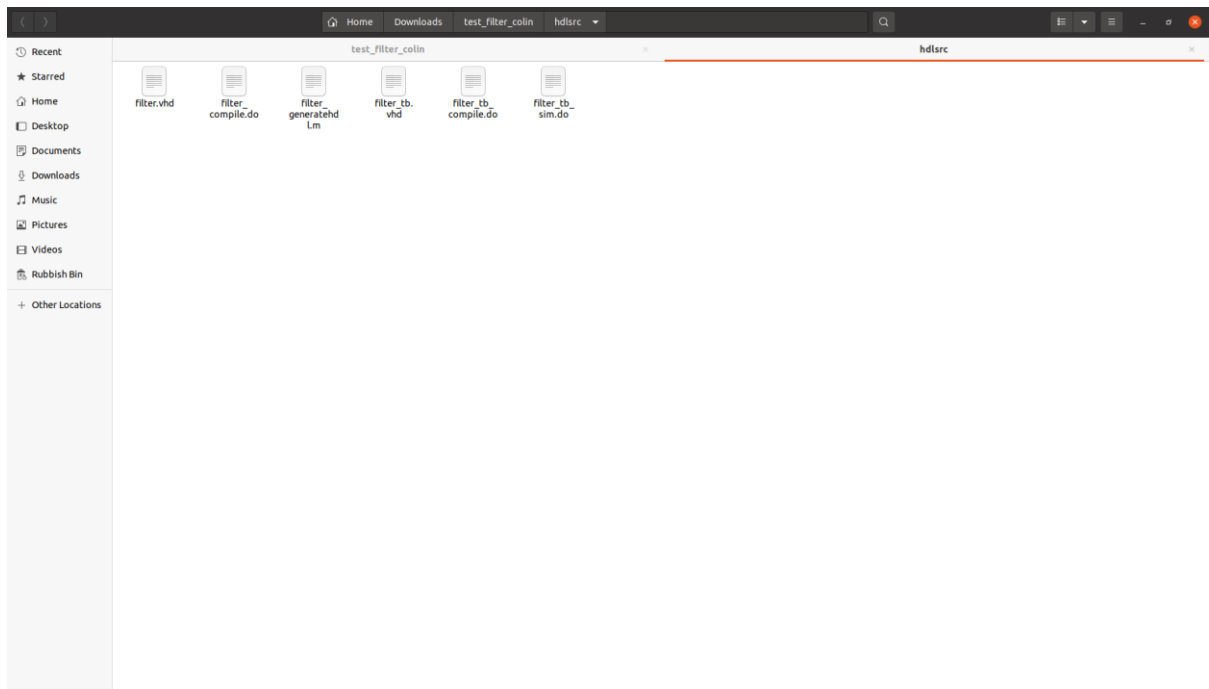 Home Downloads test_filter_colin hdlsrc
Recent
Starred
Home
Desktop
Documents
Downloads
Music
Pictures
Videos
Rubbish Bin
Other Locations
test_filter_colin
hdlsrc
filter.vhd
filter_
compile.do
filter_
generatehd
l.m
filter_tb.
vhd
filter_tb_
compile.do
filter_tb_
sim.do